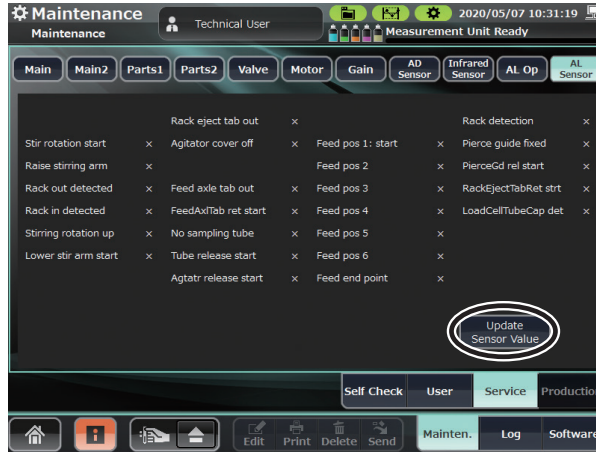 Maintenance
Maintenance
Technical User
2020/05/07 10:31:19
Measurement Unit Ready
Main
Main2
Parts1
Parts2
Valve
Motor
Gain
AD
Sensor
Infrared
Sensor
AL Op
AL
Sensor
Rack eject tab out ×
Rack detection ×
Stir rotation start ×
Agitator cover off ×
Feed pos 1: start ×
Pierce guide fixed ×
Raise stirring arm ×
Feed pos 2 ×
PierceGd rel start ×
Rack out detected ×
Feed axle tab out ×
Feed pos 3 ×
RackEjectTabRet strt ×
Rack in detected ×
FeedAxlTab ret start ×
Feed pos 4 ×
LoadCellTubeCap det ×
Stirring rotation up ×
No sampling tube ×
Feed pos 5 ×
Lower stir arm start ×
Tube release start ×
Feed pos 6 ×
Agtatr release start ×
Feed end point ×
Update
Sensor Value
Self Check
User
Service
Productio
Edit
Print
Delete
Send
Mainten.
Log
Software